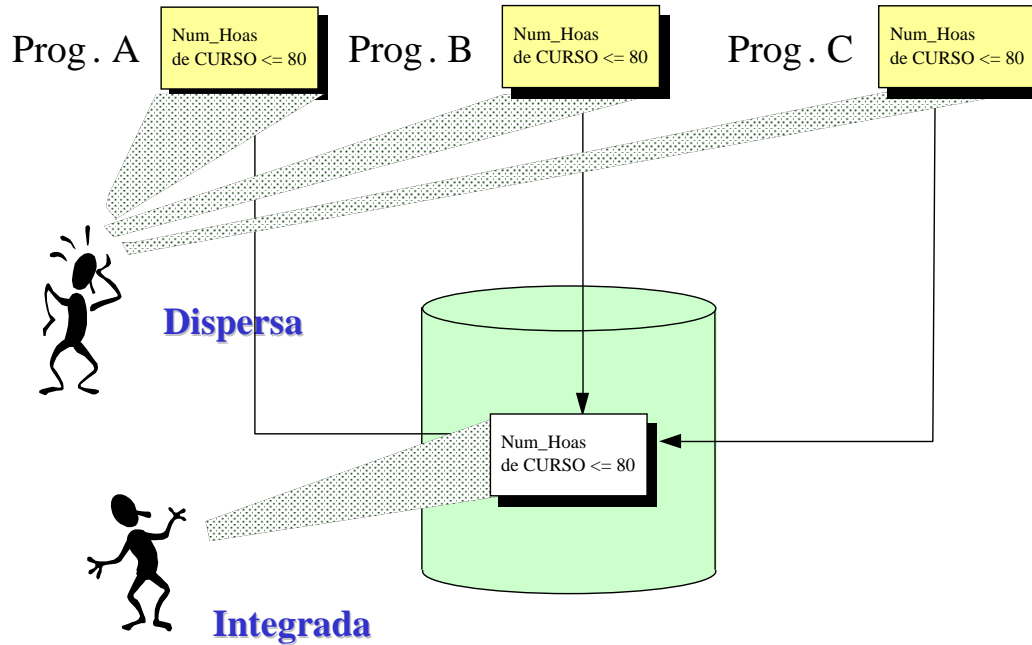 Prog. A
Num_Hoas
de CURSO <= 80
Prog. B
Num_Hoas
de CURSO <= 80
Prog. C
Num_Hoas
de CURSO <= 80
Dispersa
Num_Hoas
de CURSO <= 80
Integrada